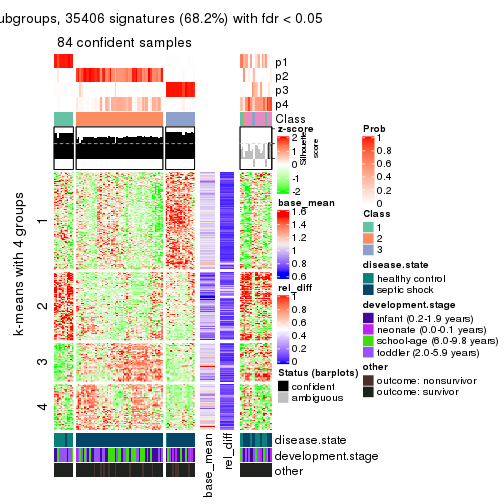 ubgroups, 35406 signatures (68.2%) with fdr < 0.05
84 confident samples
p1
p2
p3
p4
Class
Silhouette
score
k-means with 4 groups
1
2
3
4
disease.state
development.stage
other
base_mean
rel_diff
z-score
2
1
0
-1
-2
base_mean
1.6
1.4
1.2
1
0.8
0.6
rel_diff
1
0.8
0.6
0.4
0.2
0
Status (barplots)
confident
ambiguous
Prob
1
0.8
0.6
0.4
0.2
0
Class
1
2
3
disease.state
healthy control
septic shock
development.stage
infant (0.2-1.9 years)
neonate (0.0-0.1 years)
school-age (6.0-9.8 years)
toddler (2.0-5.9 years)
other
outcome: nonsurvivor
outcome: survivor